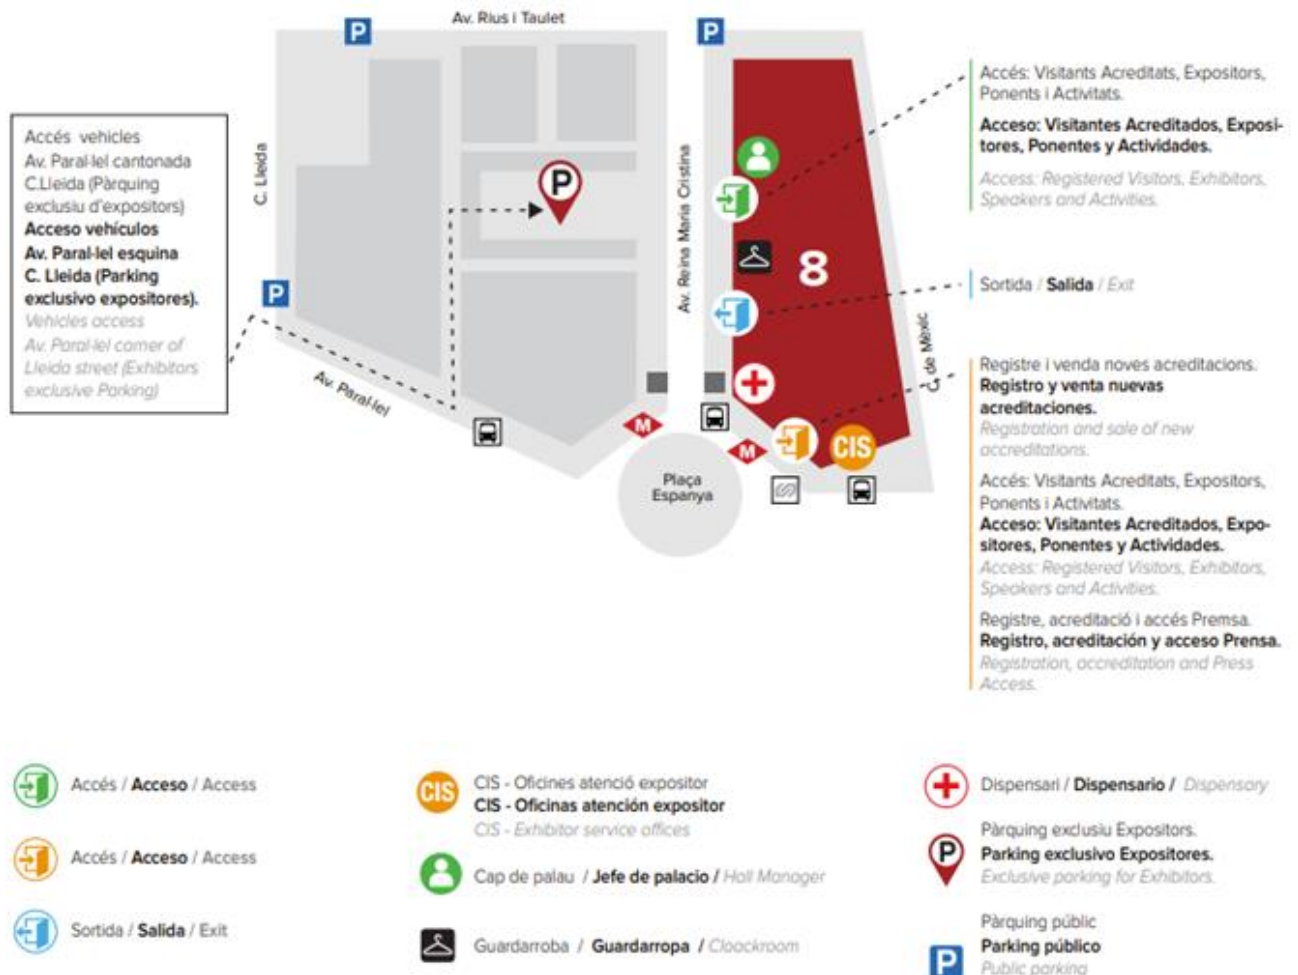 Av. Rius i Taulet
P
P
Accés vehicles
Av. Paral·lel cantonada
C.Lleida (Pàrquing
exclusiu d'expositors)
Acceso vehículos
Av. Paral·lel esquina
C. Lleida (Parking
exclusivo expositores).
Vehicles access
Av. Paral·lel corner of
Lleida street (Exhibitors
exclusive Parking)
C. Lleida
P
P
Av. Paral·lel
Av. Reina Maria Cristina
8
C. de Mèxic
M
M
CIS
Plaça
Espanya
Accés: Visitants Acreditats, Expositors,
Ponents i Activitats.
Acceso: Visitantes Acreditados, Exposi-
tores, Ponentes y Actividades.
Access: Registered Visitors, Exhibitors,
Speakers and Activities.
Sortida / Salida / Exit
Registre i venda noves acreditacions.
Registro y venta nuevas
acreditaciones.
Registration and sale of new
accreditations.
Accés: Visitants Acreditats, Expositors,
Ponents i Activitats.
Acceso: Visitantes Acreditados, Expo-
sitores, Ponentes y Actividades.
Access: Registered Visitors, Exhibitors,
Speakers and Activities.
Registre, acreditació i accés Premsa.
Registro, acreditación y acceso Prensa.
Registration, accreditation and Press
Access.
Accés / Acceso / Access
Accés / Acceso / Access
Sortida / Salida / Exit
CIS
CIS - Oficines atenció expositor
CIS - Oficinas atención expositor
CIS - Exhibitor service offices
Cap de palau / Jefe de palacio / Hall Manager
Guardarroba / Guardarropa / Cloackroom
Dispensari / Dispensario / Dispensary
P
Pàrquing exclusiu Expositors.
Parking exclusivo Expositores.
Exclusive parking for Exhibitors.
P
Pàrquing públic
Parking público
Public parking